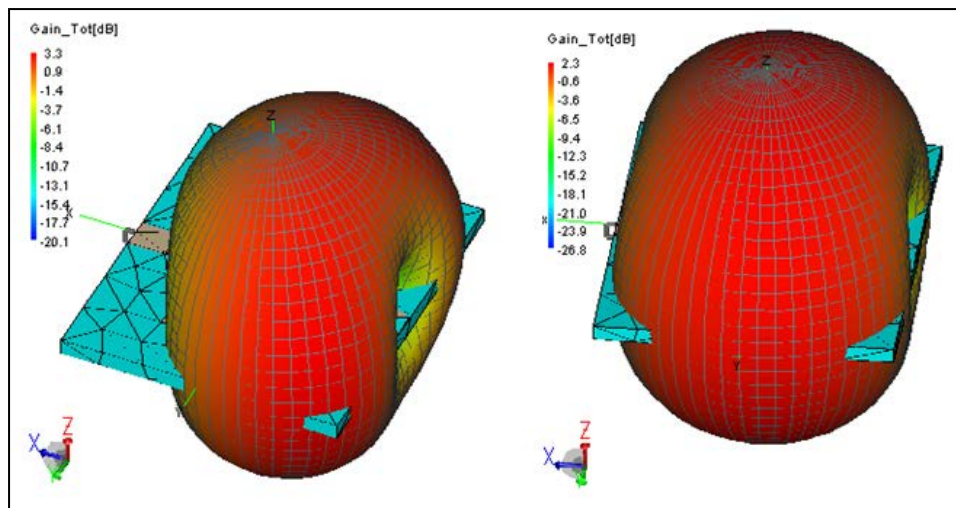 Gain_Tot[dB]
3.3
0.9
-1.4
-3.7
-6.1
-8.4
-10.7
-13.1
-15.4
-17.7
-20.1
Z
X
Y
X
Z
Y
Gain_Tot[dB]
2.3
-0.6
-3.6
-6.5
-9.4
-12.3
-15.2
-18.1
-21.0
-23.9
-26.8
Z
X
Y
X
Z
Y